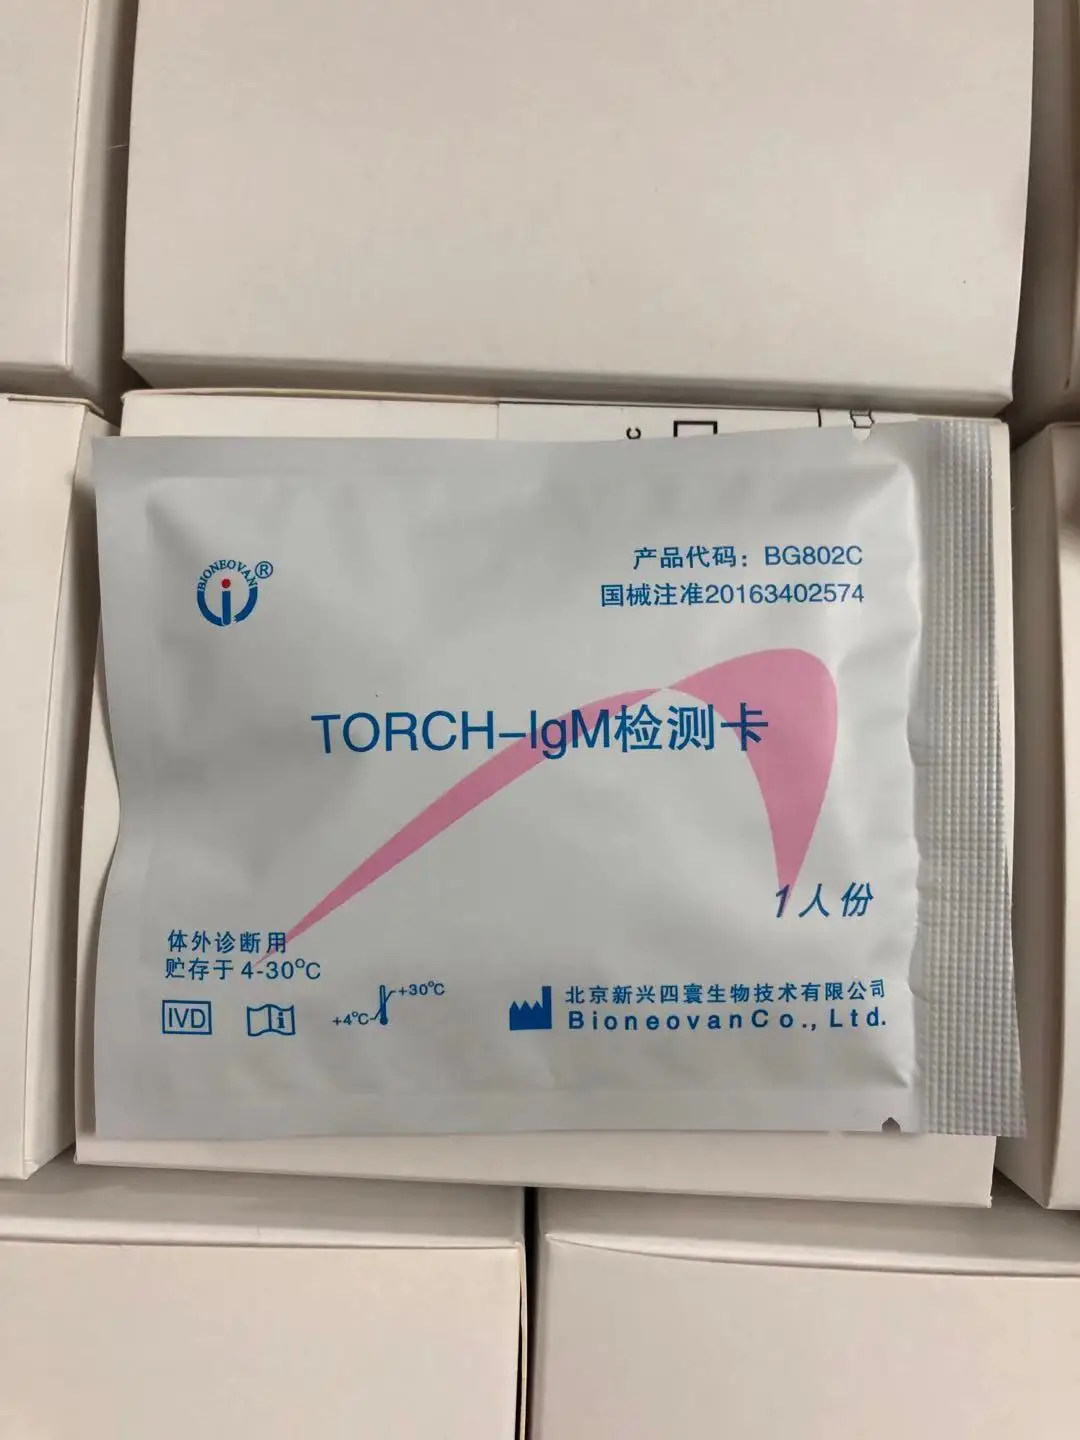 BIONEOVAN®
产品代码：BG802C
国械注准20163402574
TORCH-IgM检测卡
1人份
体外诊断用
贮存于4-30℃
IVD
i
+30℃
+4℃
北京新兴四寰生物技术有限公司
BioneovanCo.,Ltd.